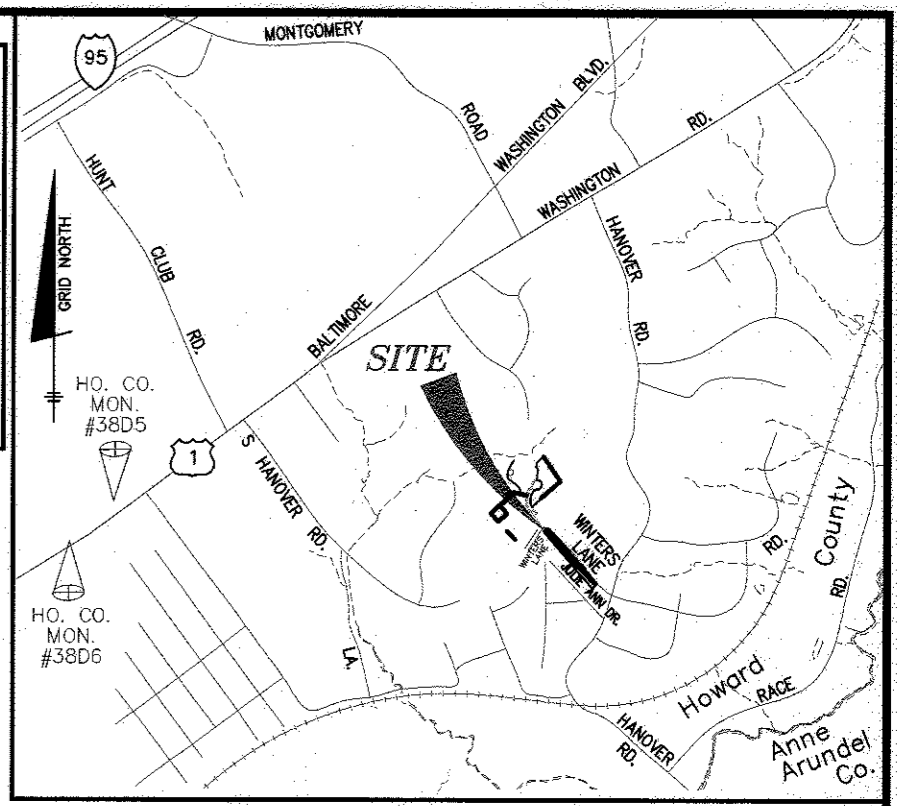 MONTGOMERY
95
ROAD
WASHINGTON BLVD.
WASHINGTON
RD.
HUNT
CLUB
RD.
GRID NORTH
HANOVER
RD.
BALTIMORE
SITE
HO. CO.
MON.
#38D5
1
S HANOVER RD.
HO. CO.
MON.
#38D6
LA.
WINTERS
LANE
WINTERS
LANE
JUDE ANN DR.
RD.
County
RD.
Howard
RACE
HANOVER
RD.
Anne
Arundel
Co.